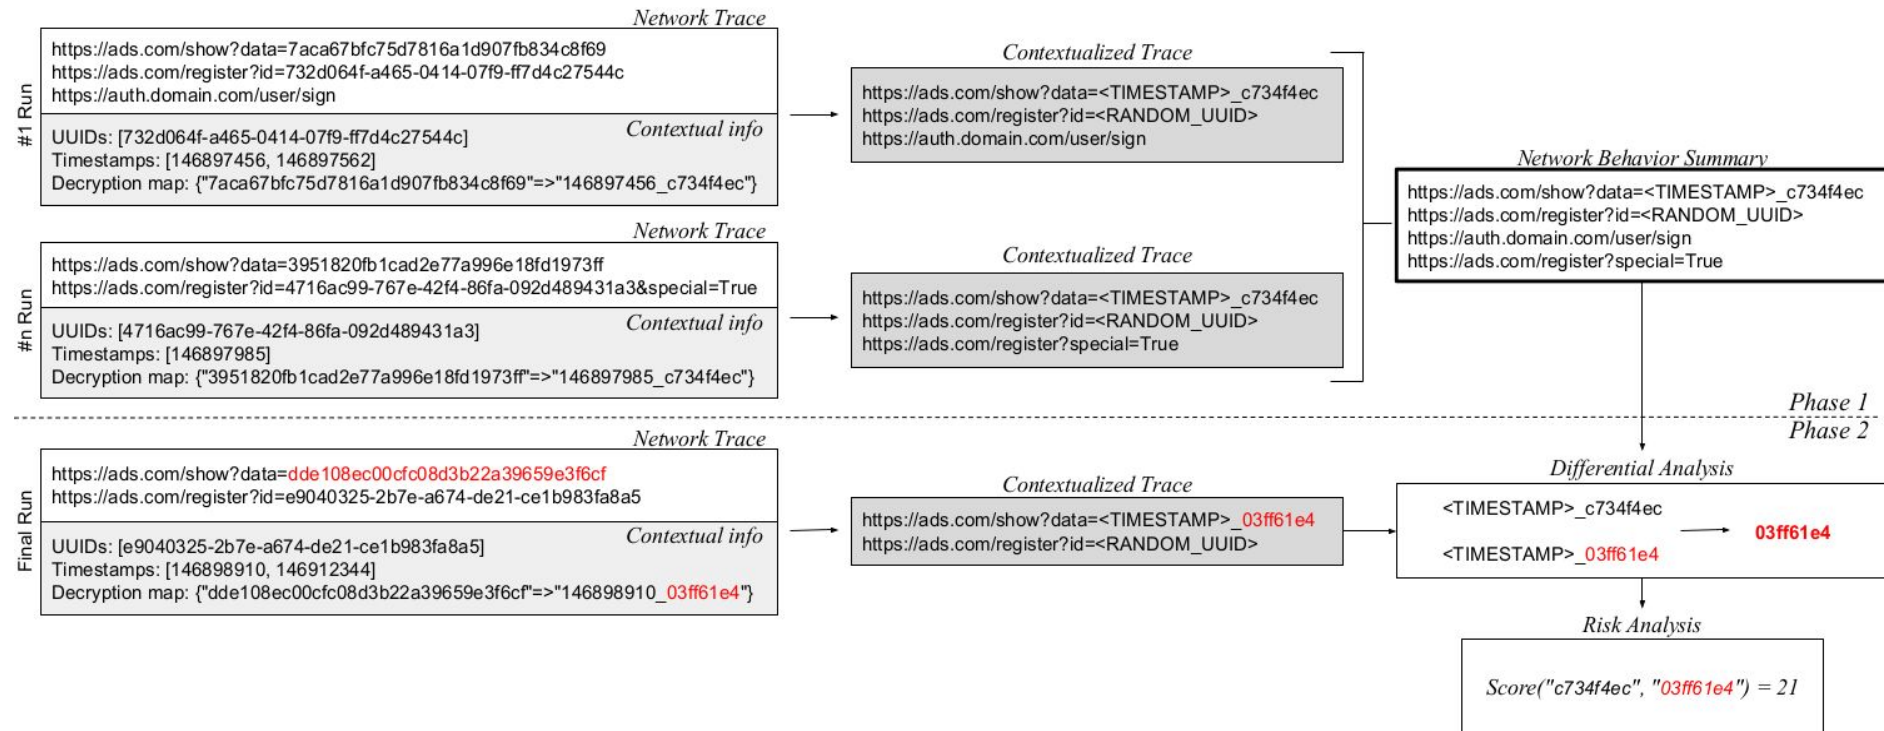 Network Trace
#1 Run
https://ads.com/show?data=7aca67bfc75d7816a1d907fb834c8f69
https://ads.com/register?id=732d064f-a465-0414-07f9-ff7d4c27544c
https://auth.domain.com/user/sign
Contextual info
UUIDs: [732d064f-a465-0414-07f9-ff7d4c27544c]
Timestamps: [146897456, 146897562]
Decryption map: {"7aca67bfc75d7816a1d907fb834c8f69"=>"146897456_c734f4ec"}
Contextualized Trace
https://ads.com/show?data=<TIMESTAMP>_c734f4ec
https://ads.com/register?id=<RANDOM_UUID>
https://auth.domain.com/user/sign
Network Trace
#n Run
https://ads.com/show?data=3951820fb1cad2e77a996e18fd1973ff
https://ads.com/register?id=4716ac99-767e-42f4-86fa-092d489431a3&special=True
Contextual info
UUIDs: [4716ac99-767e-42f4-86fa-092d489431a3]
Timestamps: [146897985]
Decryption map: {"3951820fb1cad2e77a996e18fd1973ff"=>"146897985_c734f4ec"}
Contextualized Trace
https://ads.com/show?data=<TIMESTAMP>_c734f4ec
https://ads.com/register?id=<RANDOM_UUID>
https://ads.com/register?special=True
Network Behavior Summary
https://ads.com/show?data=<TIMESTAMP>_c734f4ec
https://ads.com/register?id=<RANDOM_UUID>
https://auth.domain.com/user/sign
https://ads.com/register?special=True
Phase 1
Phase 2
Network Trace
Final Run
https://ads.com/show?data=dde108ec00cfc08d3b22a39659e3f6cf
https://ads.com/register?id=e9040325-2b7e-a674-de21-ce1b983fa8a5
Contextual info
UUIDs: [e9040325-2b7e-a674-de21-ce1b983fa8a5]
Timestamps: [146898910, 146912344]
Decryption map: {"dde108ec00cfc08d3b22a39659e3f6cf"=>"146898910_03ff61e4"}
Contextualized Trace
https://ads.com/show?data=<TIMESTAMP>_03ff61e4
https://ads.com/register?id=<RANDOM_UUID>
Differential Analysis
<TIMESTAMP>_c734f4ec
<TIMESTAMP>_03ff61e4
03ff61e4
Risk Analysis
Score("c734f4ec", "03ff61e4") = 21